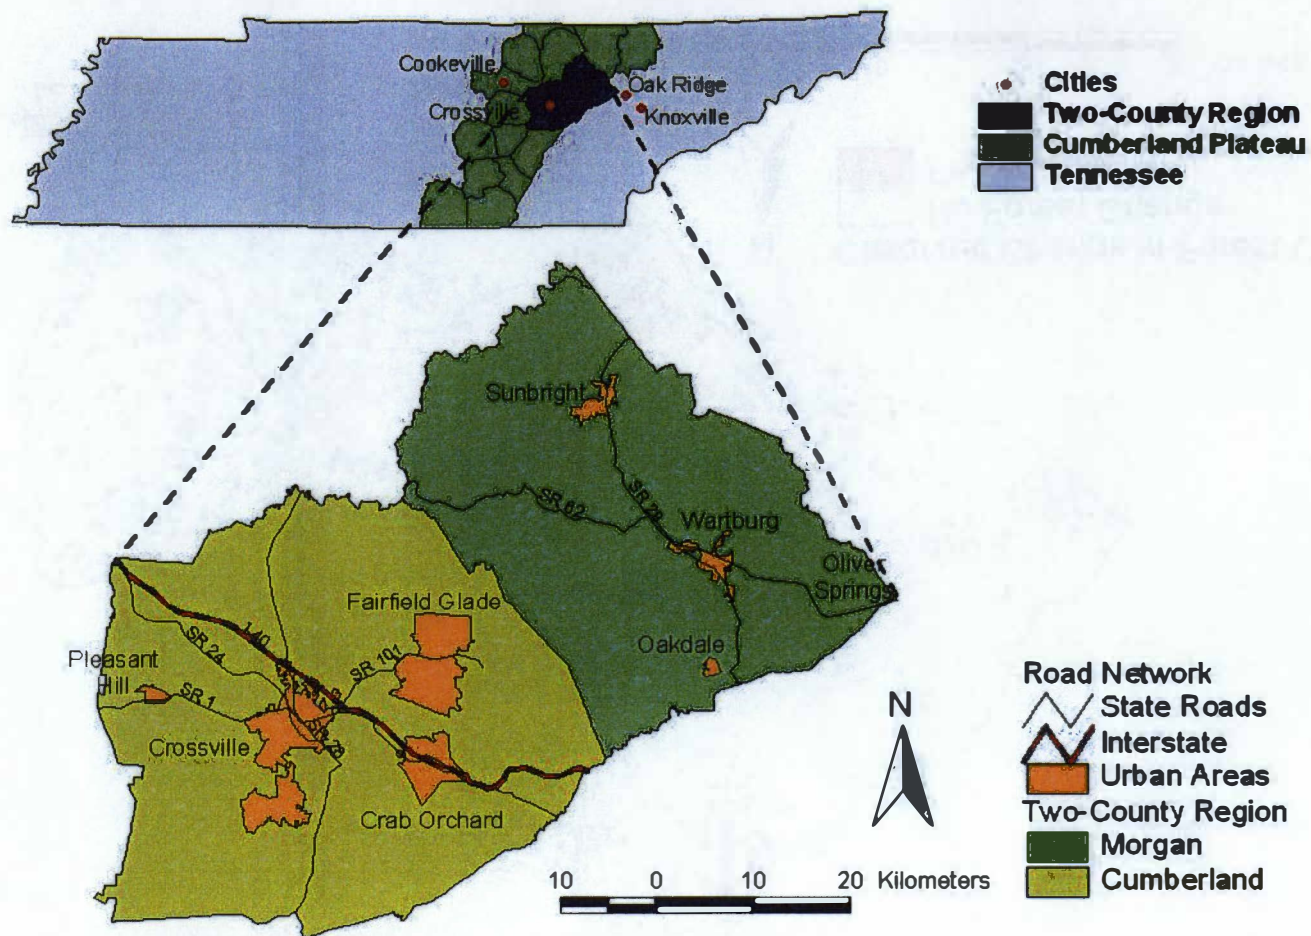 Cookeville
Crossville
Oak Ridge
Knoxville
Cities
Two-County Region
Cumberland Plateau
Tennessee
Sunbright
SR 62
SR 29
Wartburg
Oliver
Springs
Oakdale
Fairfield Glade
I-40
SR 24
SR 101
Pleasant
Hill
SR 1
Crossville
SR 28
Crab Orchard
N
10 0 10 20 Kilometers
Road Network
State Roads
Interstate
Urban Areas
Two-County Region
Morgan
Cumberland